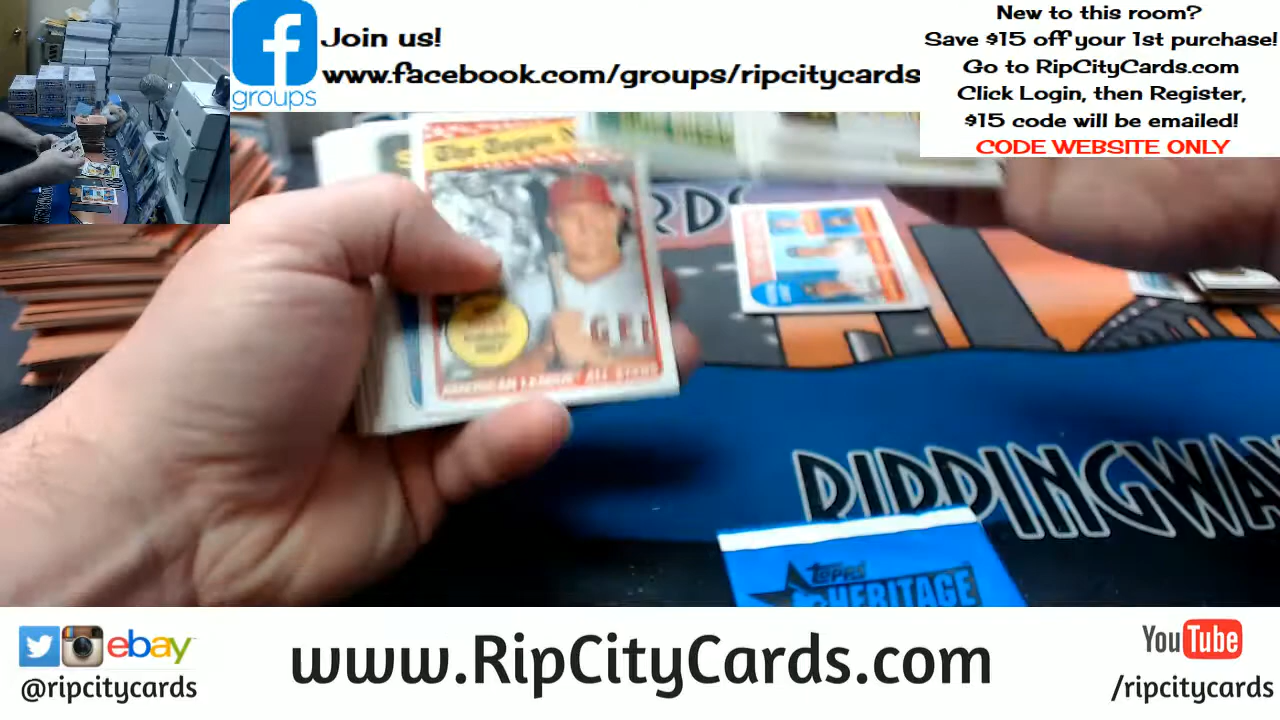 Join us!
www.facebook.com/groups/ripcitycards
groups
New to this room?
Save $15 off your 1st purchase!
Go to RipCityCards.com
Click Login, then Register,
$15 code will be emailed!
CODE WEBSITE ONLY
The Topps
AMERICAN LEAGUE ALL STARS
RIPPINGWA
TOPPS
HERITAGE
ebay
@ripcitycards
www.RipCityCards.com
YouTube
/ripcitycards